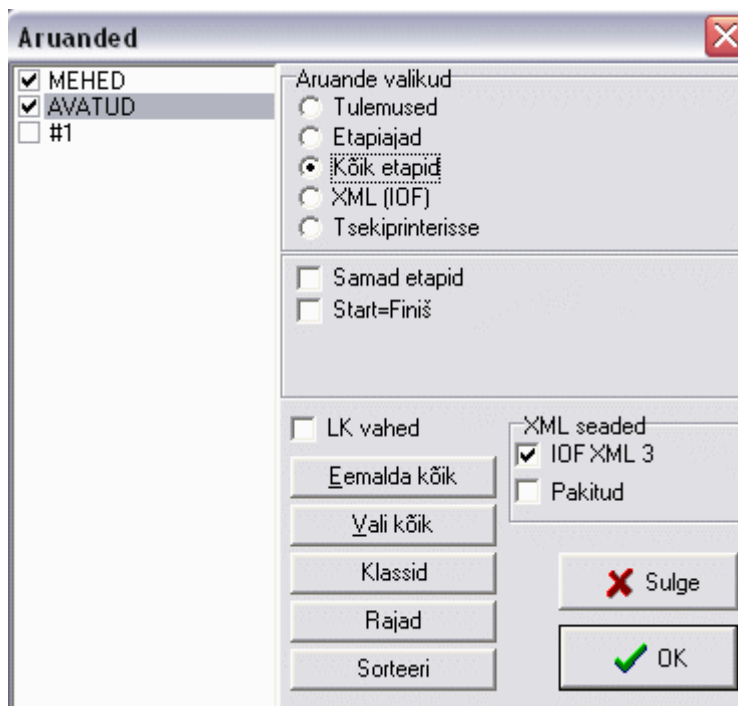 Aruanded
MEHED
AVATUD
#1
Aruande valikud
Tulemused
Etapiajad
Kõik etapid
XML (IOF)
Tsekiprinterisse
Samad etapid
Start=Finiš
LK vahed
Eemalda kõik
Vali kõik
Klassid
Rajad
Sorteeri
XML seaded
IOF XML 3
Pakitud
Sulge
OK